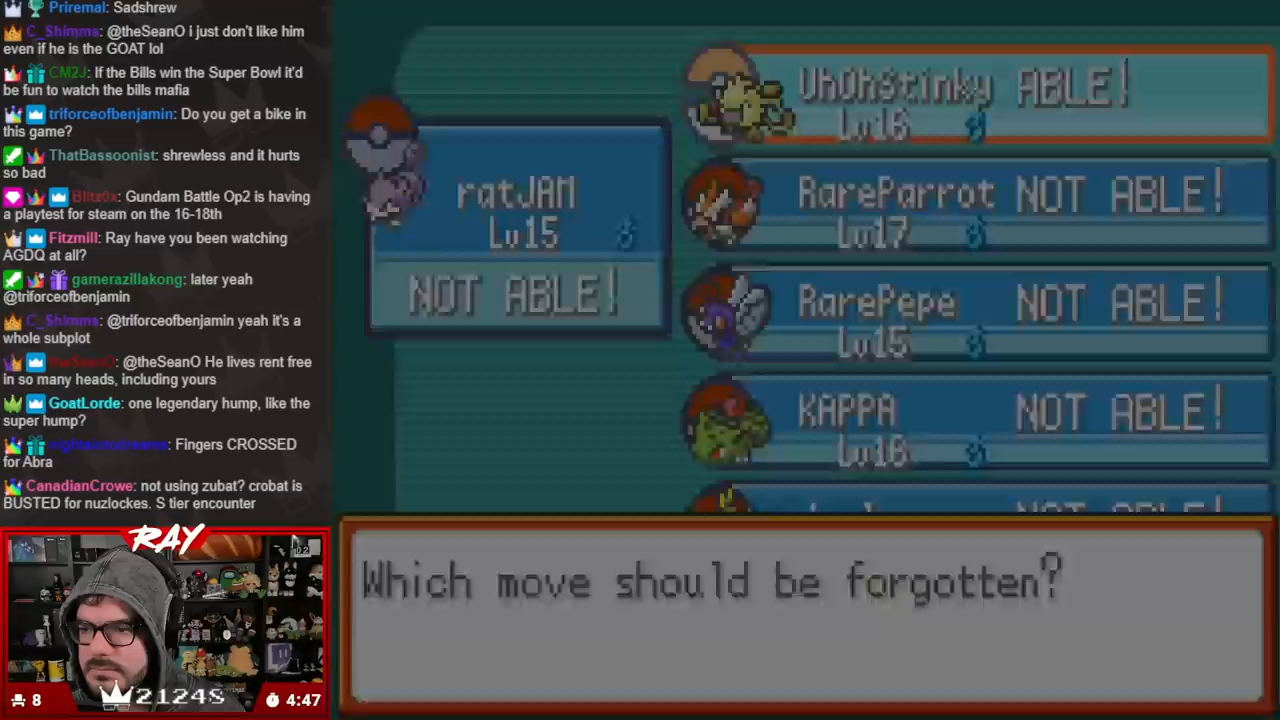 Priremal: Sadshrew
C_Shimms: @theSeanO i just don't like him
even if he is the GOAT lol
CM2J: If the Bills win the Super Bowl it'd
be fun to watch the bills mafia
triforceofbenjamin: Do you get a bike in
this game?
ThatBassoonist: shrewless and it hurts
so bad
Blitz0x: Gundam Battle Op2 is having
a playtest for steam on the 16-18th
Fitzmill: Ray have you been watching
AGDQ at all?
gamerazillakong: later yeah
@triforceofbenjamin
C_Shimms: @triforceofbenjamin yeah it's a
whole subplot
theSeanO: @theSeanO He lives rent free
in so many heads, including yours
GoatLorde: one legendary hump, like the
super hump?
nightsintodreams: Fingers CROSSED
for Abra
CanadianCrowe: not using zubat? crobat is
BUSTED for nuzlockes. S tier encounter
RAY
8
21248
4:47
ratJAM
Lv15
NOT ABLE!
UhOhStinky ABLE!
Lv16
RareParrot NOT ABLE!
Lv17
RarePepe NOT ABLE!
Lv15
KAPPA NOT ABLE!
Lv16
NOT ABLE!
Which move should be forgotten?